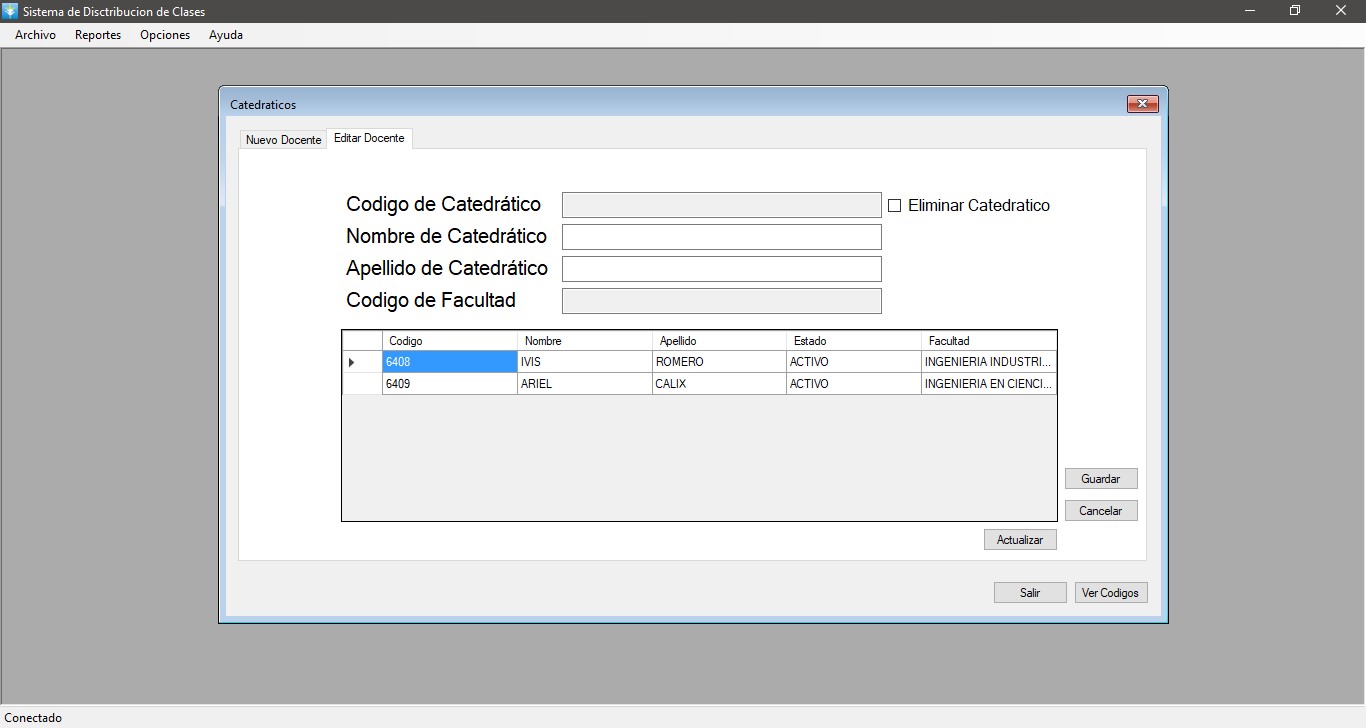 Sistema de Disctribucion de Clases
Archivo Reportes Opciones Ayuda
Catedraticos
Nuevo Docente Editar Docente
Codigo de Catedrático Eliminar Catedratico
Nombre de Catedrático
Apellido de Catedrático
Codigo de Facultad
Codigo Nombre Apellido Estado Facultad
6408 IVIS ROMERO ACTIVO INGENIERIA INDUSTRI...
6409 ARIEL CALIX ACTIVO INGENIERIA EN CIENCI...
Guardar
Cancelar
Actualizar
Salir Ver Codigos
Conectado